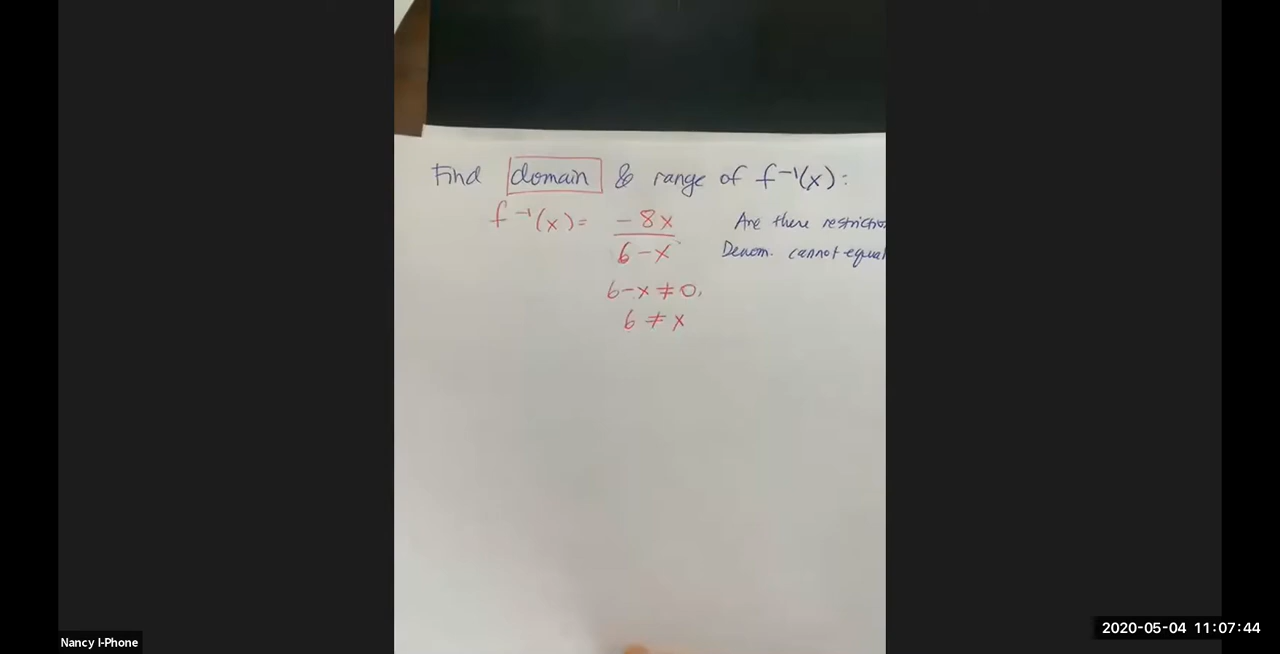 Find domain & range of f⁻¹(x):
f⁻¹(x) = -8x / 6-x
Are there
Denom. cannot equal
6-x ≠ 0,
6 ≠ x
Nancy I-Phone
2020-05-04 11:07:44